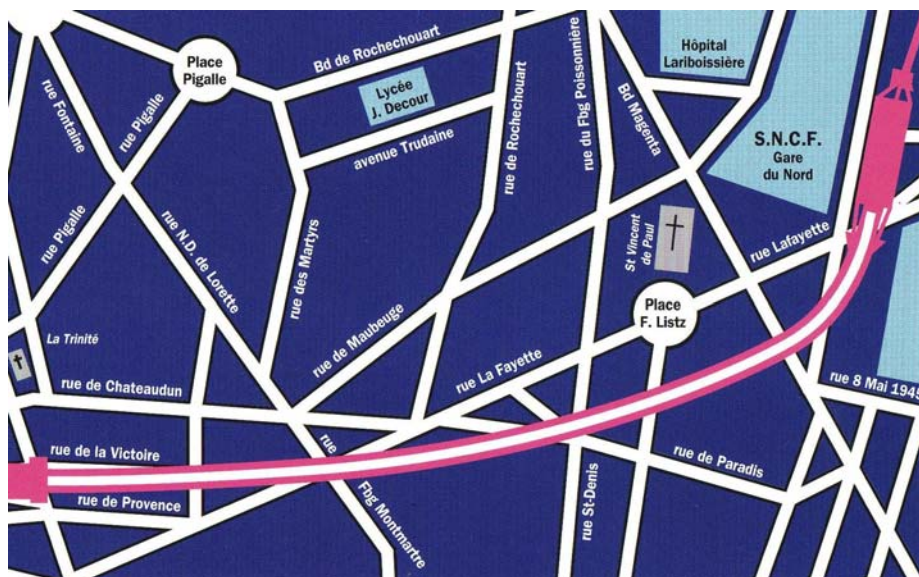 Place
Pigalle
Bd de Rochechouart
Hôpital
Lariboissière
rue Fontaine
rue Pigalle
Lycée
J. Decour
avenue Trudaine
rue de Rochechouart
rue du Fbg Poissonnière
Bd Magenta
S.N.C.F.
Gare
du Nord
rue Pigalle
rue N.D. de Lorette
rue des Martyrs
St Vincent
de Paul
rue Lafayette
Place
F. Listz
La Trinité
rue de Maubeuge
rue La Fayette
rue de Chateaudun
rue 8 Mai 1945
rue de la Victoire
rue
Fbg Montmartre
rue de Paradis
rue de Provence
rue St-Denis